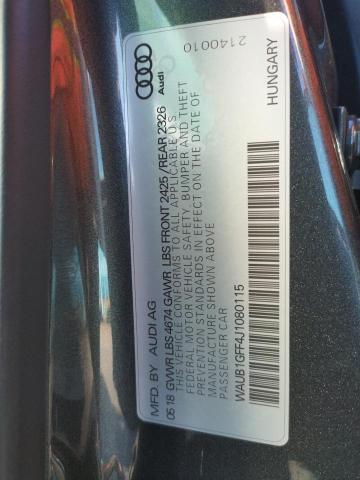 Audi
2140010
MFD. BY AUDI AG
05 18 GVWR LBS 4674 GAWR LBS FRONT 2425 /REAR 2326
THIS VEHICLE CONFORMS TO ALL APPLICABLE U.S.
FEDERAL MOTOR VEHICLE SAFETY, BUMPER AND THEFT
PREVENTION STANDARDS IN EFFECT ON THE DATE OF
MANUFACTURE SHOWN ABOVE
PASSENGER CAR
WAUB1GFF4J1080115
HUNGARY